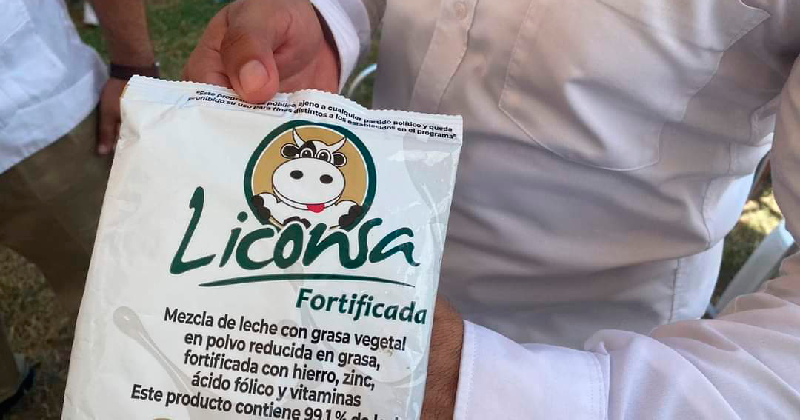 "Este programa es público, ajeno a cualquier partido político y queda
prohibido su uso para fines distintos a los establecidos en el programa".
Liconsa
Fortificada
Mezcla de leche con grasa vegetal
en polvo reducida en grasa,
fortificada con hierro, zinc,
ácido fólico y vitaminas
Este producto contiene 99.1 % de